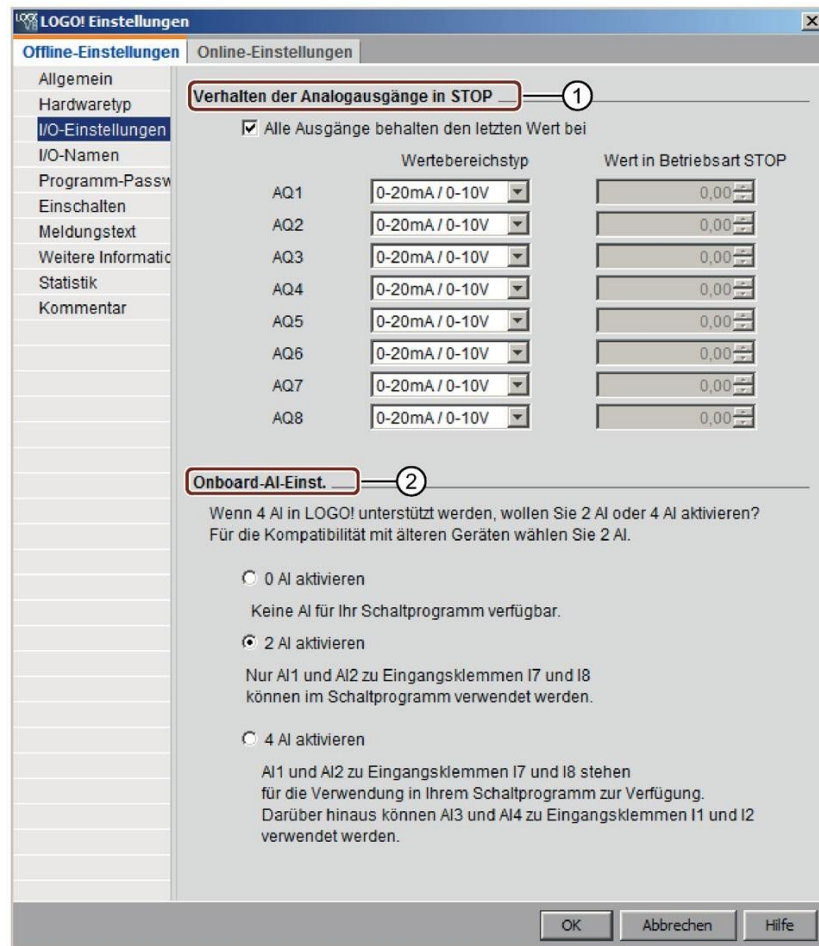 LOGO! Einstellungen
Offline-Einstellungen Online-Einstellungen
Allgemein
Hardwaretyp
I/O-Einstellungen
I/O-Namen
Programm-Passw
Einschalten
Meldungstext
Weitere Informatic
Statistik
Kommentar
Verhalten der Analogausgänge in STOP 1
Alle Ausgänge behalten den letzten Wert bei
Wertebereichstyp Wert in Betriebsart STOP
AQ1 0-20mA / 0-10V 0,00
AQ2 0-20mA / 0-10V 0,00
AQ3 0-20mA / 0-10V 0,00
AQ4 0-20mA / 0-10V 0,00
AQ5 0-20mA / 0-10V 0,00
AQ6 0-20mA / 0-10V 0,00
AQ7 0-20mA / 0-10V 0,00
AQ8 0-20mA / 0-10V 0,00
Onboard-AI-Einst. 2
Wenn 4 AI in LOGO! unterstützt werden, wollen Sie 2 AI oder 4 AI aktivieren?
Für die Kompatibilität mit älteren Geräten wählen Sie 2 AI.
0 AI aktivieren
Keine AI für Ihr Schaltprogramm verfügbar.
2 AI aktivieren
Nur AI1 und AI2 zu Eingangsklemmen I7 und I8
können im Schaltprogramm verwendet werden.
4 AI aktivieren
AI1 und AI2 zu Eingangsklemmen I7 und I8 stehen
für die Verwendung in Ihrem Schaltprogramm zur Verfügung.
Darüber hinaus können AI3 und AI4 zu Eingangsklemmen I1 und I2
verwendet werden.
OK Abbrechen Hilfe